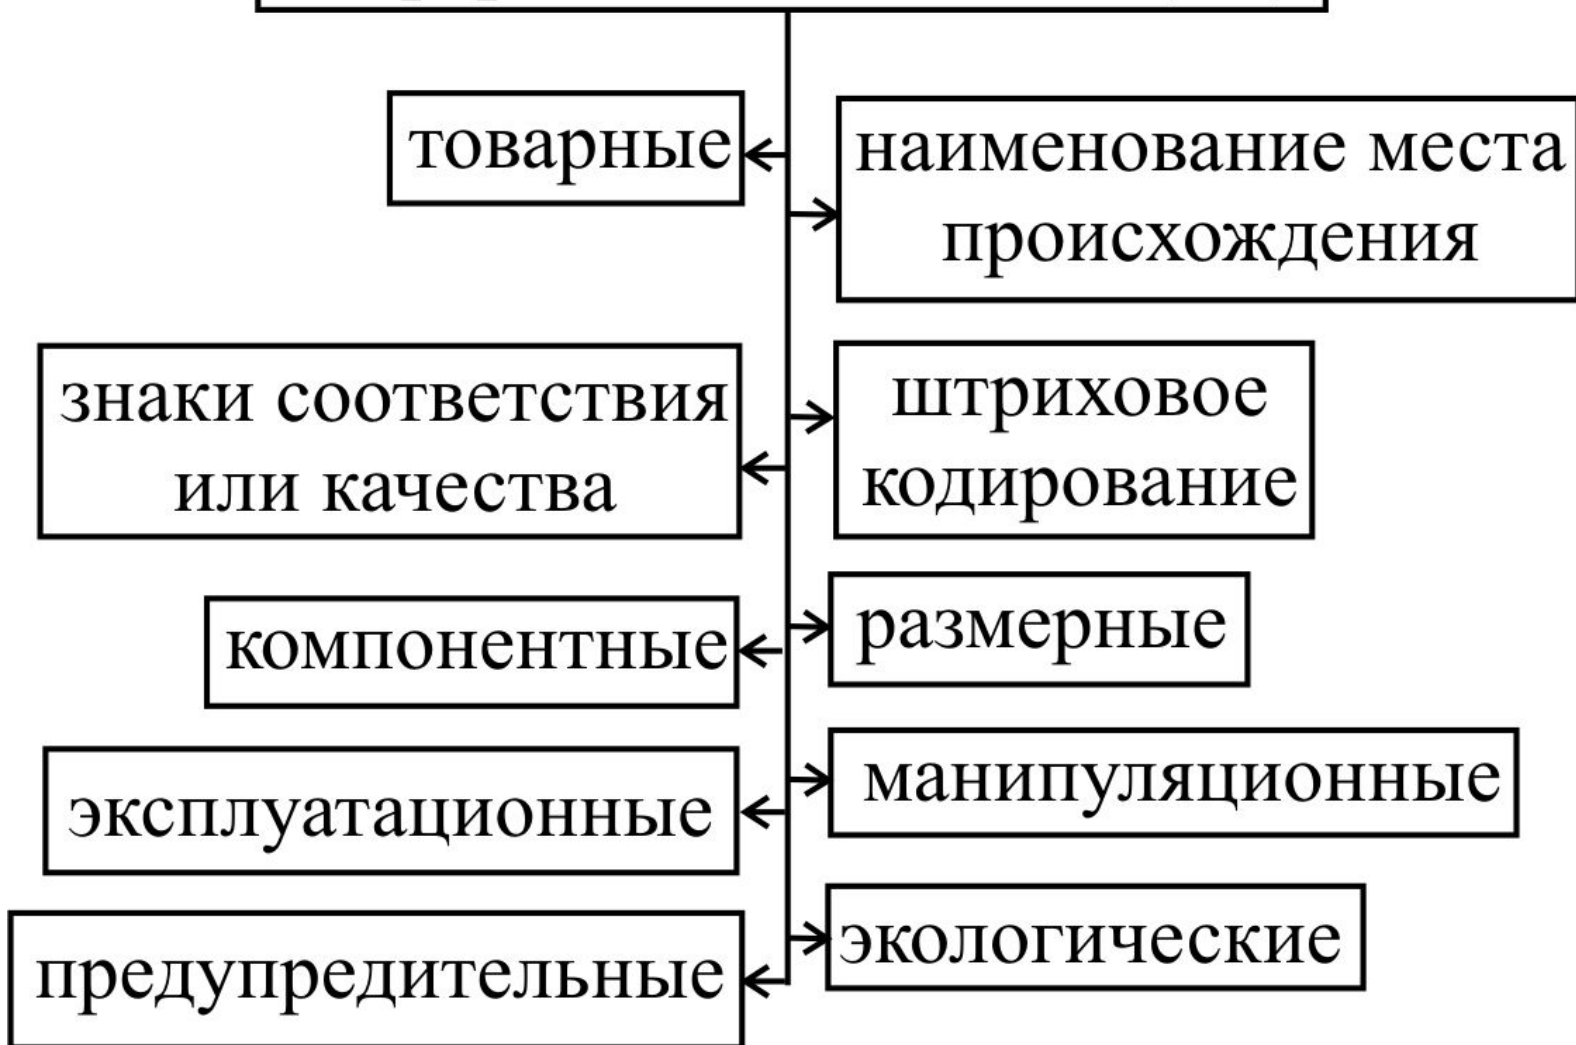 товарные
наименование места
происхождения
знаки соответствия
или качества
штриховое
кодирование
компонентные
размерные
эксплуатационные
манипуляционные
предупредительные
экологические